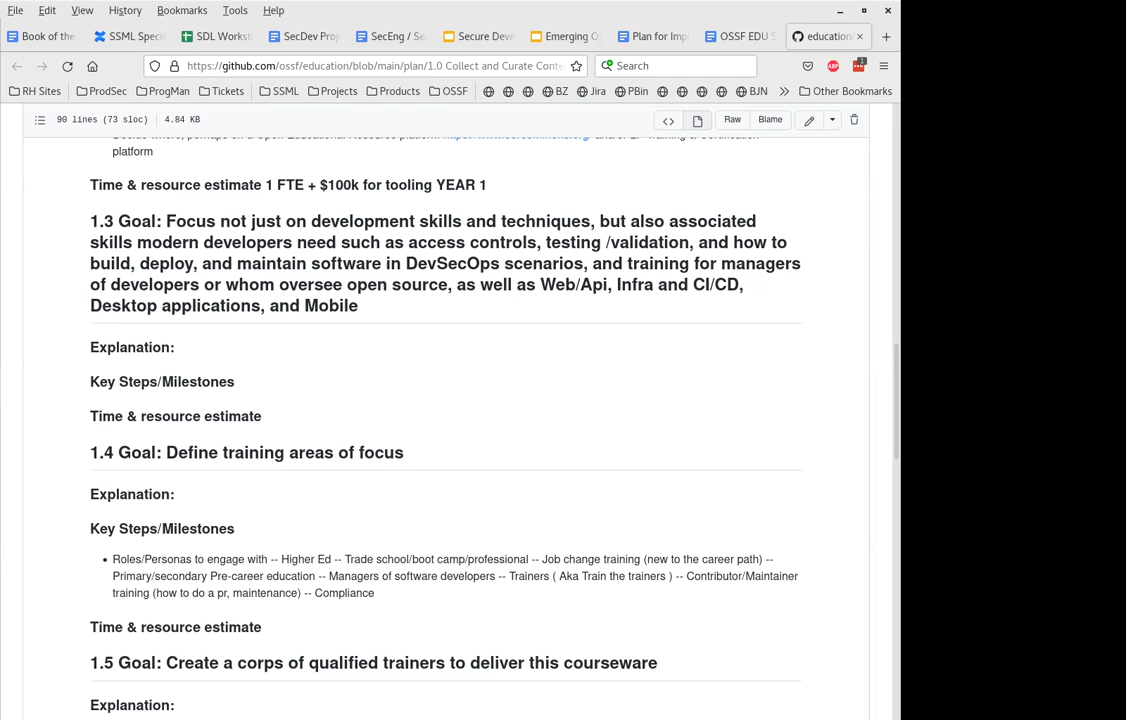 File Edit View History Bookmarks Tools Help
Book of the SSML Speci SDL Workst SecDev Proj SecEng / Se Secure Deve Emerging O Plan for Imp OSSF EDU S education
https://github.com/ossf/education/blob/main/plan/1.0 Collect and Curate Conte Search
RH Sites ProdSec ProgMan Tickets SSML Projects Products OSSF BZ Jira PBin BJN Other Bookmarks
90 lines (73 sloc) 4.84 KB Raw Blame
platform
Time & resource estimate 1 FTE + $100k for tooling YEAR 1
1.3 Goal: Focus not just on development skills and techniques, but also associated
skills modern developers need such as access controls, testing /validation, and how to
build, deploy, and maintain software in DevSecOps scenarios, and training for managers
of developers or whom oversee open source, as well as Web/Api, Infra and CI/CD,
Desktop applications, and Mobile
Explanation:
Key Steps/Milestones
Time & resource estimate
1.4 Goal: Define training areas of focus
Explanation:
Key Steps/Milestones
• Roles/Personas to engage with -- Higher Ed -- Trade school/boot camp/professional -- Job change training (new to the career path) --
Primary/secondary Pre-career education -- Managers of software developers -- Trainers ( Aka Train the trainers ) -- Contributor/Maintainer
training (how to do a pr, maintenance) -- Compliance
Time & resource estimate
1.5 Goal: Create a corps of qualified trainers to deliver this courseware
Explanation: